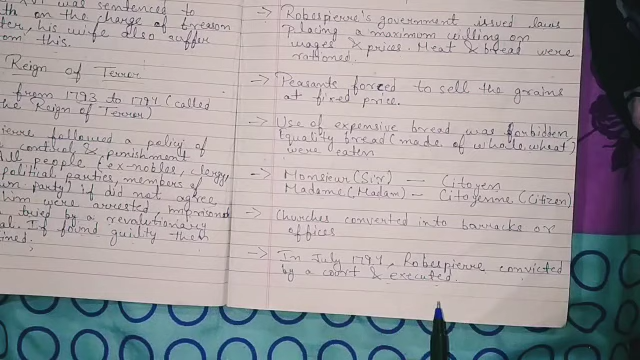 was sentenced to
on the charge of treason
his wife also suffer
this.
Reign of Terror
from 1793 to 1794 (called
the Reign of Terror)
followed a policy of
control & punishment
people (ex-nobles, clergy
political parties, members of
party) if did not agree
him were arrested imprisoned
tried by a revolutionary
If found guilty then
→ Robespierre's government issued laws
placing a maximum ceiling on
wages & prices. Meat & bread were
rationed.
→ Peasants forced to sell the grains
at fixed price.
→ Use of expensive bread was forbidden
Equality bread (made of whole wheat)
were eaten
→ Monsieur (Sir) — Citoyen
Madame (Madam) – Citoyenne (Citizen)
→ Churches converted into barracks or
offices
→ In July 1794, Robespierre convicted
by a court & executed.